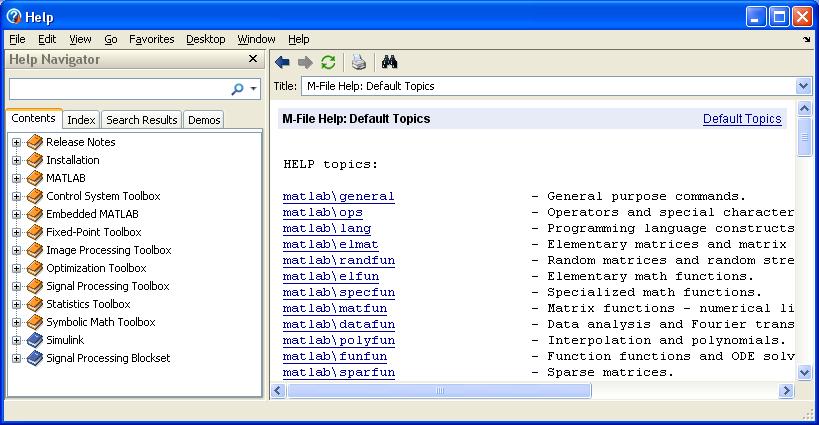 Help
File Edit View Go Favorites Desktop Window Help
Help Navigator
Contents Index Search Results Demos
Release Notes
Installation
MATLAB
Control System Toolbox
Embedded MATLAB
Fixed-Point Toolbox
Image Processing Toolbox
Optimization Toolbox
Signal Processing Toolbox
Statistics Toolbox
Symbolic Math Toolbox
Simulink
Signal Processing Blockset
Title: M-File Help: Default Topics
M-File Help: Default Topics Default Topics
HELP topics:
matlab\general - General purpose commands.
matlab\ops - Operators and special character
matlab\lang - Programming language constructs
matlab\elmat - Elementary matrices and matrix
matlab\randfun - Random matrices and random stre
matlab\elfun - Elementary math functions.
matlab\specfun - Specialized math functions.
matlab\matfun - Matrix functions - numerical li
matlab\datafun - Data analysis and Fourier trans
matlab\polyfun - Interpolation and polynomials.
matlab\funfun - Function functions and ODE solv
matlab\sparfun - Sparse matrices.